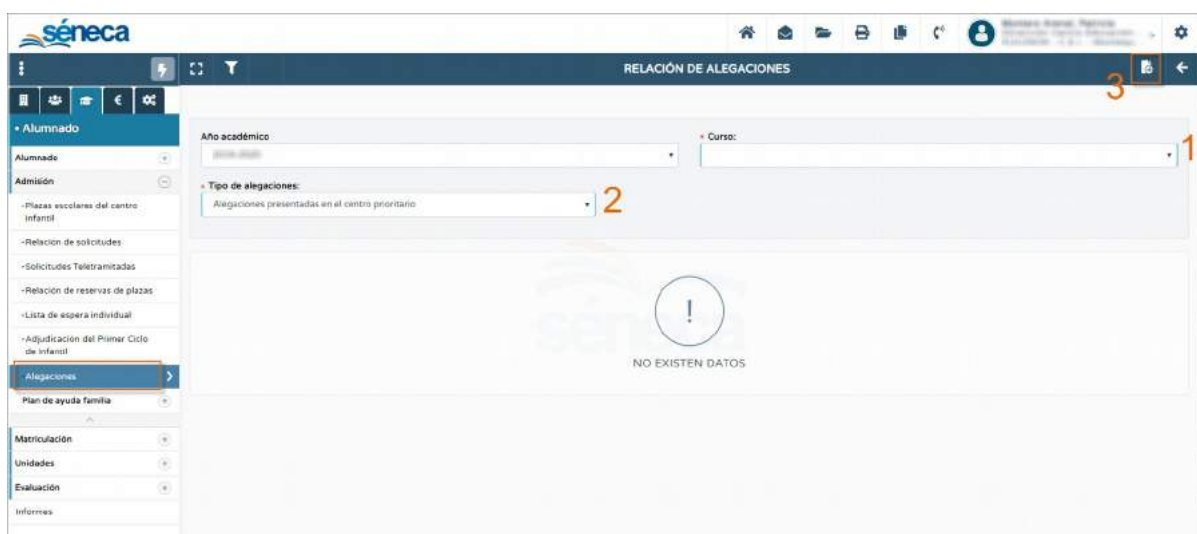 séneca
RELACIÓN DE ALEGACIONES
3
€
• Alumnado
Alumnado
Admisión
-Plazas escolares del centro
infantil
-Relación de solicitudes
-Solicitudes Teletramitadas
-Relación de reservas de plazas
-Lista de espera individual
-Adjudicación del Primer Ciclo
de Infantil
Alegaciones
Plan de ayuda familia
Matriculación
Unidades
Evaluación
Informes
Año académico
* Curso:
1
* Tipo de alegaciones:
Alegaciones presentadas en el centro prioritario
2
séneca
!
NO EXISTEN DATOS